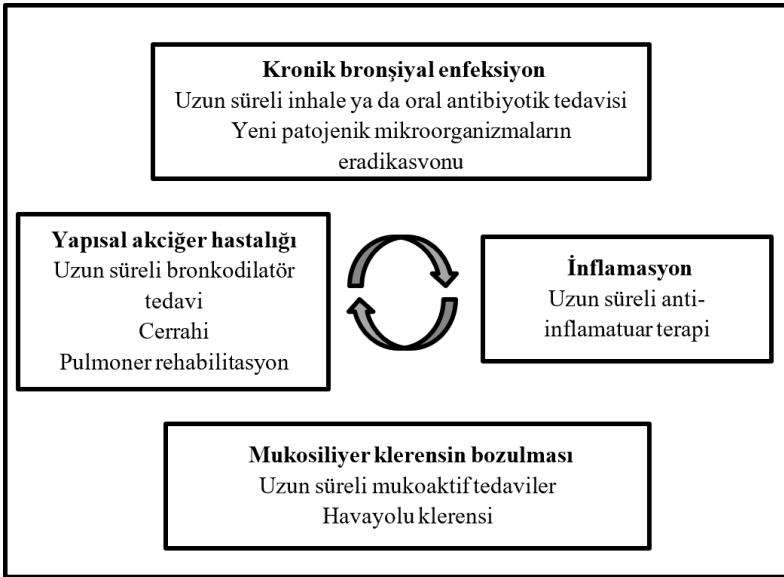 Kronik bronşiyal enfeksiyon
Uzun süreli inhale ya da oral antibiyotik tedavisi
Yeni patojenik mikroorganizmaların
eradikasvonu
Yapısal akciğer hastalığı
Uzun süreli bronkodilatör
tedavi
Cerrahi
Pulmoner rehabilitasyon
İnflamasyon
Uzun süreli anti-
inflamatuar terapi
Mukosiliyer klerensin bozulması
Uzun süreli mukoaktif tedaviler
Havayolu klerensi